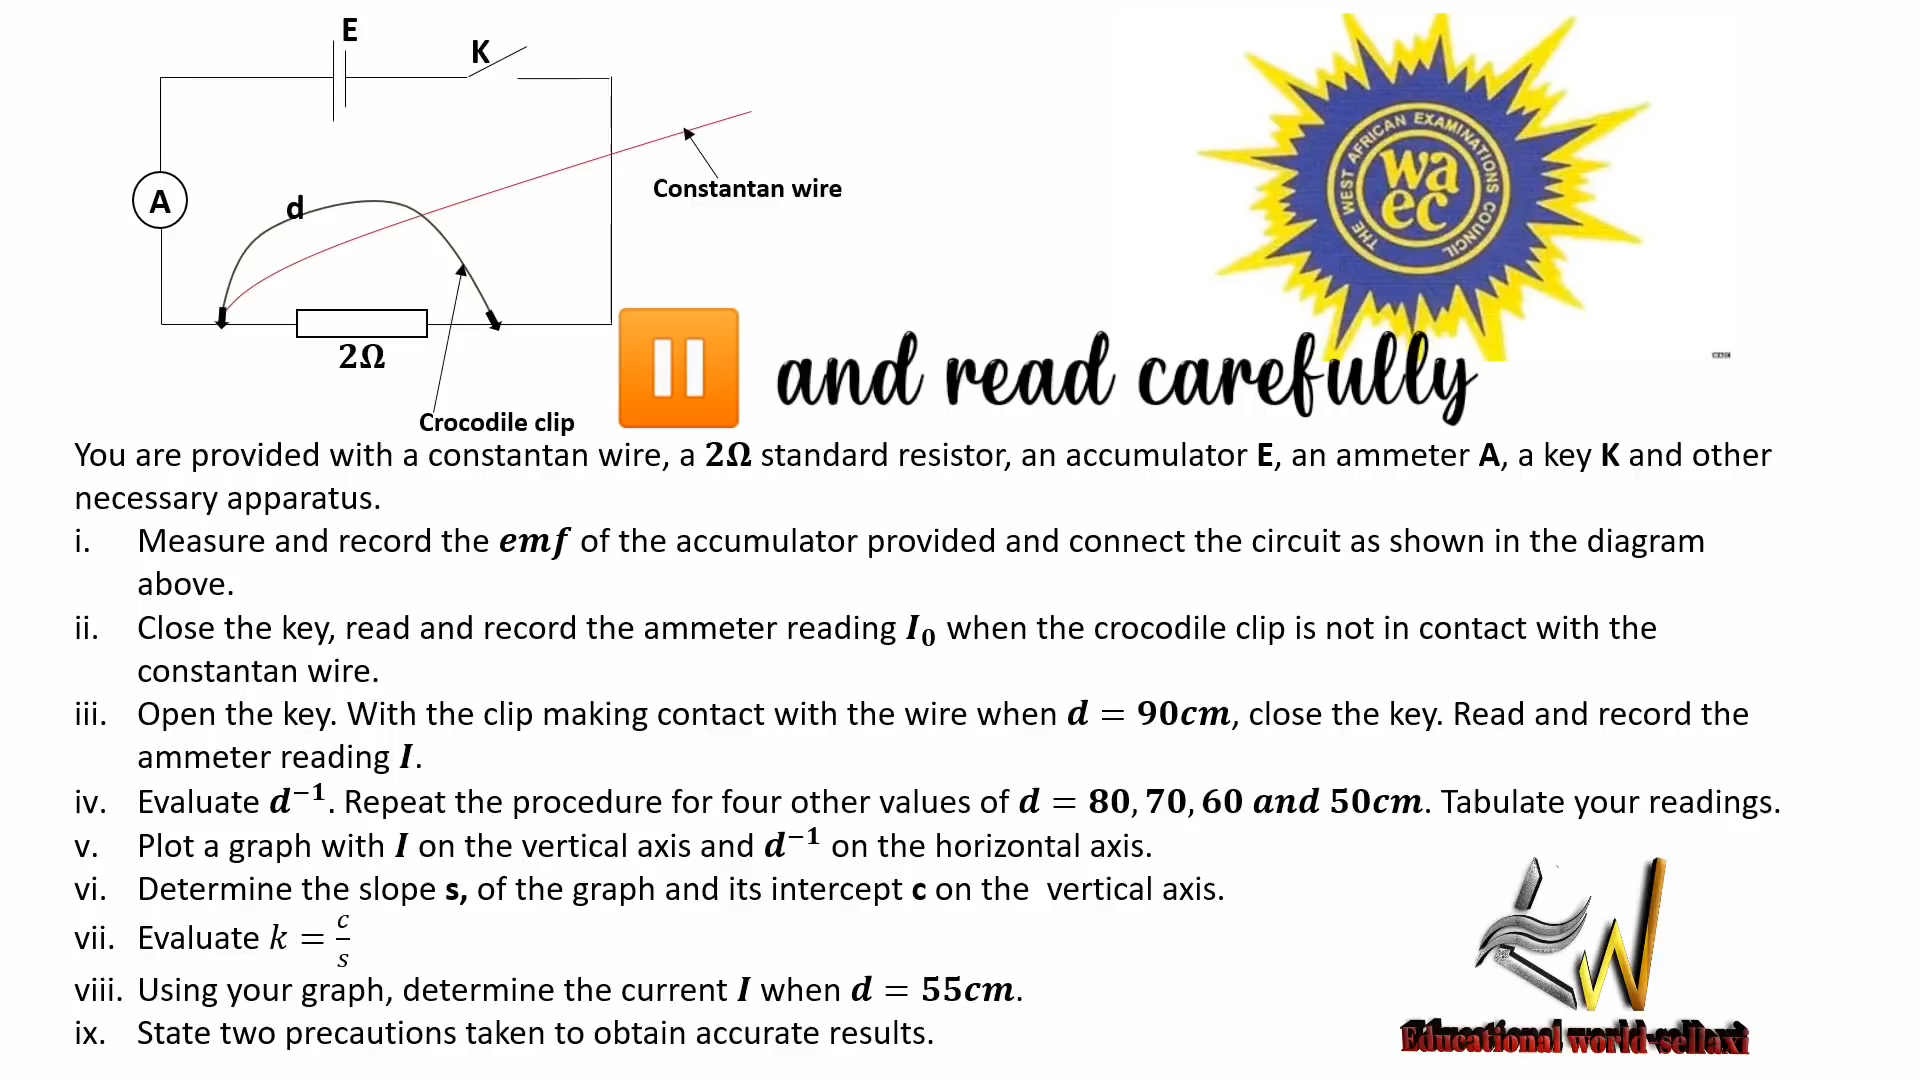 E
K
Constantan wire
A
d
2Ω
Crocodile clip
THE WEST AFRICAN EXAMINATIONS COUNCIL
wa
ec
and read carefully
You are provided with a constantan wire, a 2Ω standard resistor, an accumulator E, an ammeter A, a key K and other
necessary apparatus.
i. Measure and record the emf of the accumulator provided and connect the circuit as shown in the diagram
above.
ii. Close the key, read and record the ammeter reading I₀ when the crocodile clip is not in contact with the
constantan wire.
iii. Open the key. With the clip making contact with the wire when d = 90cm, close the key. Read and record the
ammeter reading I.
iv. Evaluate d⁻¹. Repeat the procedure for four other values of d = 80, 70, 60 and 50cm. Tabulate your readings.
v. Plot a graph with I on the vertical axis and d⁻¹ on the horizontal axis.
vi. Determine the slope s, of the graph and its intercept c on the vertical axis.
vii. Evaluate k = c/s
viii. Using your graph, determine the current I when d = 55cm.
ix. State two precautions taken to obtain accurate results.
Educational world-sellaxi